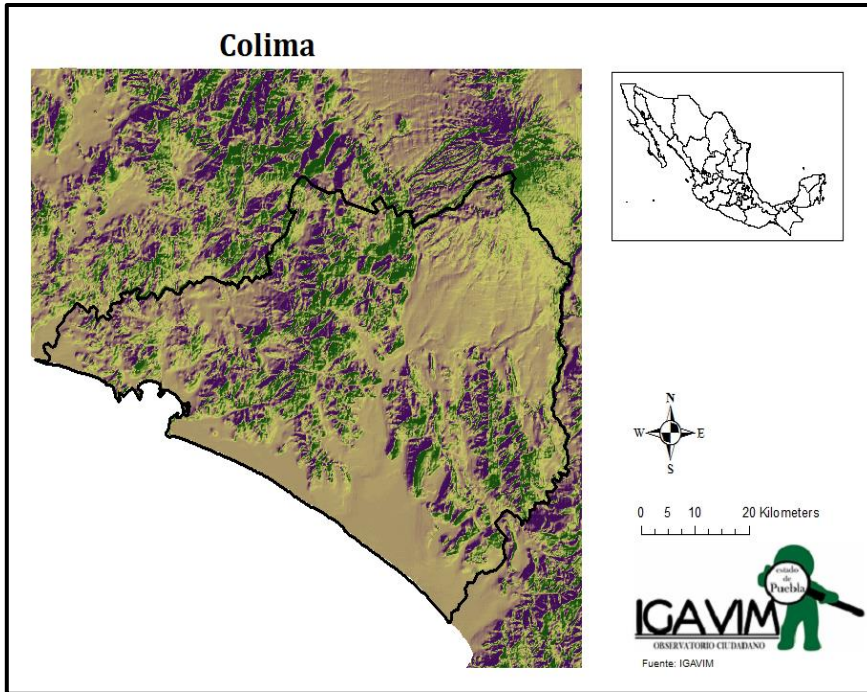 Colima
N
W E
S
0 5 10 20 Kilometers
estado
de
Puebla
IGAVIM
OBSERVATORIO CIUDADANO
Fuente: IGAVIM